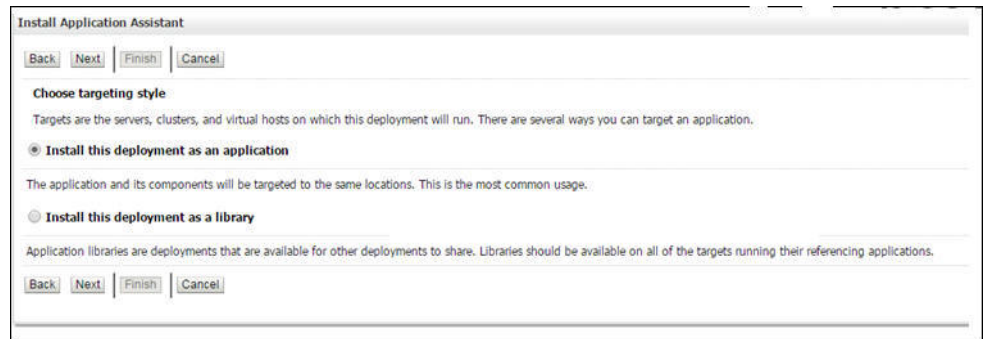 Install Application Assistant
Back Next Finish Cancel
Choose targeting style
Targets are the servers, clusters, and virtual hosts on which this deployment will run. There are several ways you can target an application.
Install this deployment as an application
The application and its components will be targeted to the same locations. This is the most common usage.
Install this deployment as a library
Application libraries are deployments that are available for other deployments to share. Libraries should be available on all of the targets running their referencing applications.
Back Next Finish Cancel